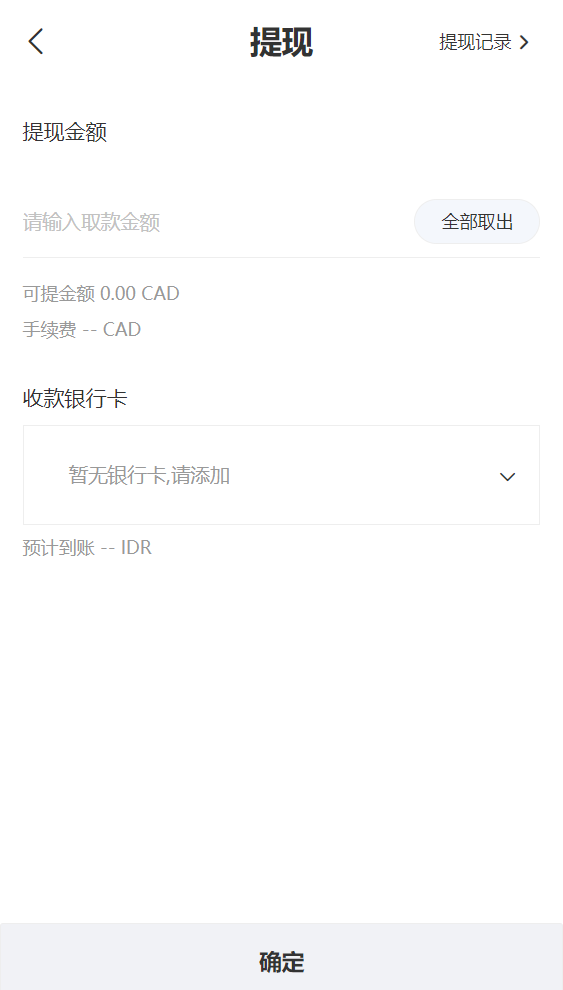 提现
提现记录
提现金额
请输入取款金额
全部取出
可提金额 0.00 CAD
手续费 -- CAD
收款银行卡
暂无银行卡,请添加
预计到账 -- IDR
确定